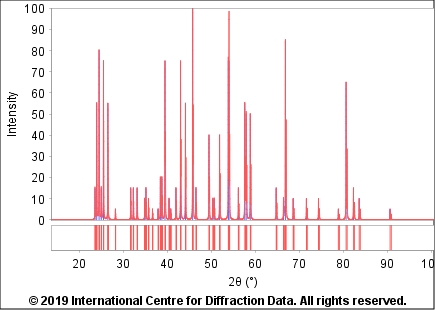 100
90
80
70
60
50
40
30
20
10
0
Intensity
20 30 40 50 60 70 80 90 100
2θ (°)
© 2019 International Centre for Diffraction Data. All rights reserved.